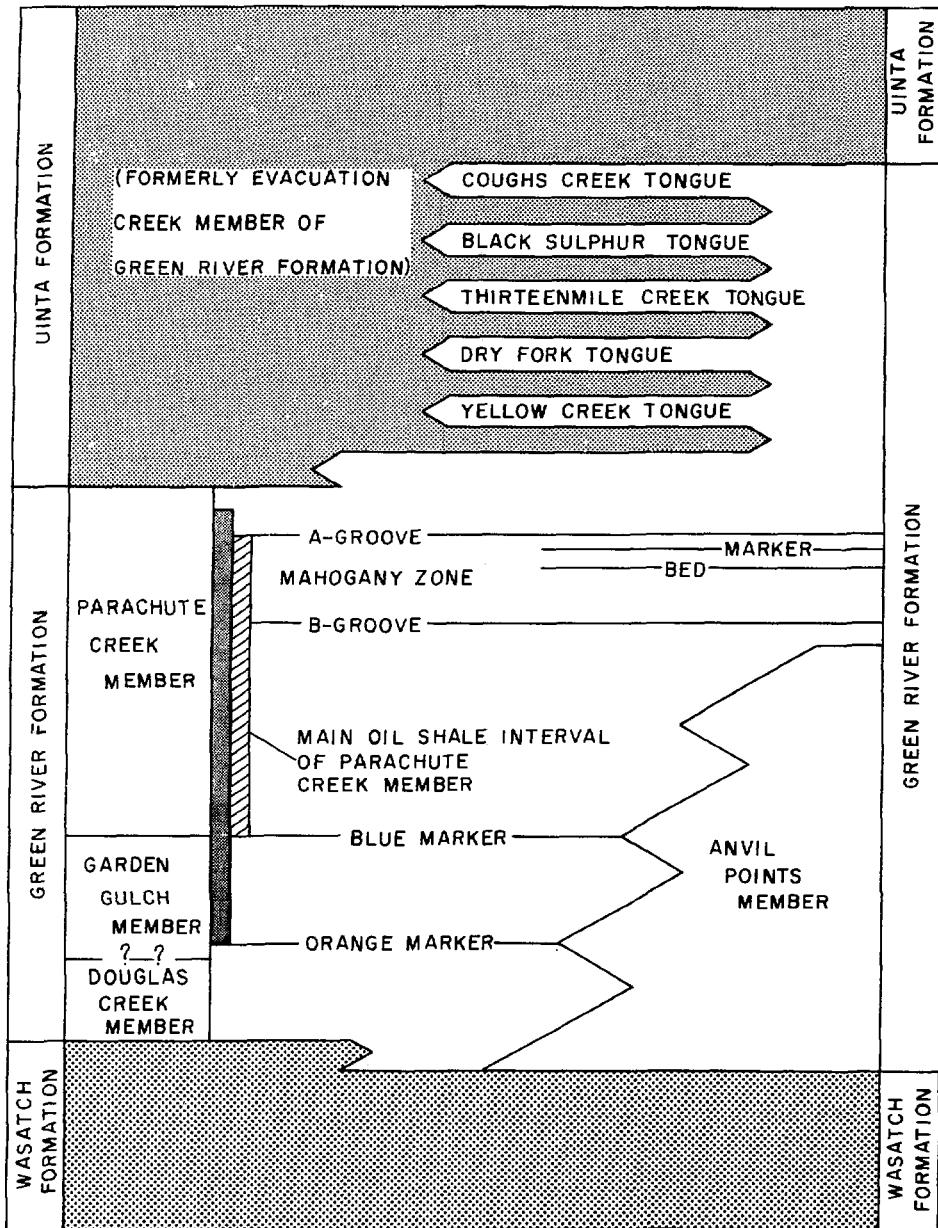 UINTA FORMATION
UINTA
FORMATION
(FORMERLY EVACUATION
CREEK MEMBER OF
GREEN RIVER FORMATION)
COUGHS CREEK TONGUE
BLACK SULPHUR TONGUE
THIRTEENMILE CREEK TONGUE
DRY FORK TONGUE
YELLOW CREEK TONGUE
GREEN RIVER FORMATION
PARACHUTE
CREEK
MEMBER
A-GROOVE
MARKER
MAHOGANY ZONE
BED
B-GROOVE
MAIN OIL SHALE INTERVAL
OF PARACHUTE
CREEK MEMBER
BLUE MARKER
GARDEN
GULCH
MEMBER
ORANGE MARKER
? ?
DOUGLAS
CREEK
MEMBER
ANVIL
POINTS
MEMBER
GREEN RIVER FORMATION
WASATCH
FORMATION
WASATCH
FORMATION